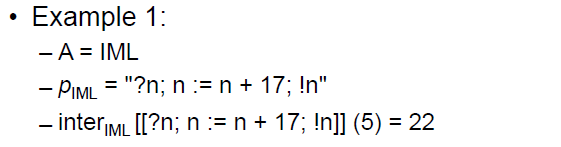 • Example 1:
– A = IML
– pIML = "?n; n := n + 17; !n"
– interIML [[?n; n := n + 17; !n]] (5) = 22